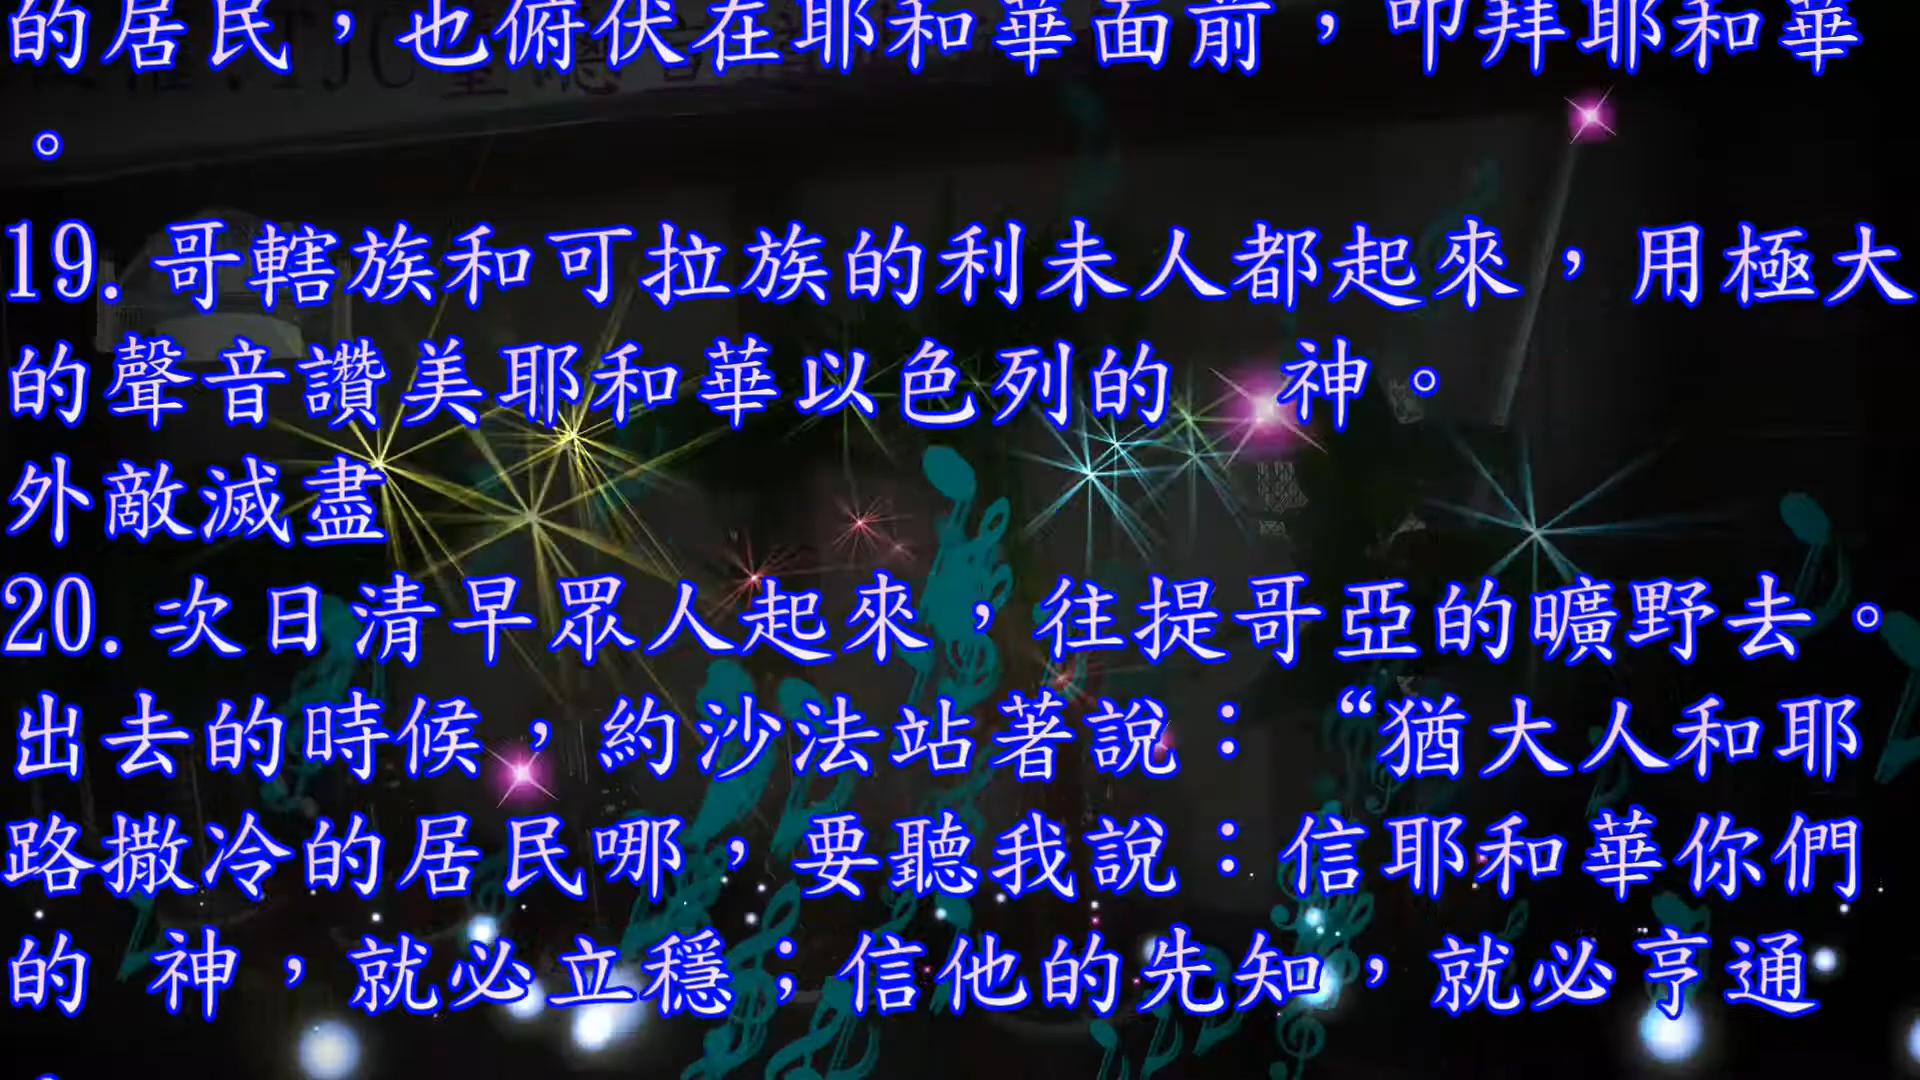 的居民，也俯伏在耶和華面前，叩拜耶和華
。
19. 哥轄族和可拉族的利未人都起來，用極大
的聲音讚美耶和華以色列的　神。
外敵滅盡
20. 次日清早眾人起來，往提哥亞的曠野去。
出去的時候，約沙法站著說：“猶大人和耶
路撒冷的居民哪，要聽我說：信耶和華你們
的 神，就必立穩；信他的先知，就必亨通
。